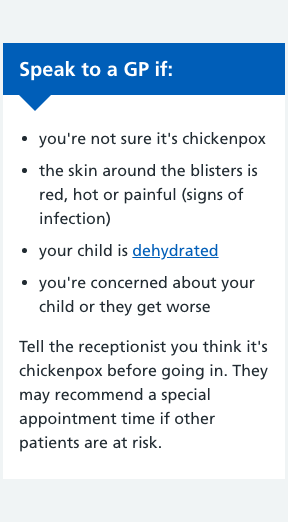 Speak to a GP if:
• you're not sure it's chickenpox
• the skin around the blisters is
red, hot or painful (signs of
infection)
• your child is dehydrated
• you're concerned about your
child or they get worse
Tell the receptionist you think it's
chickenpox before going in. They
may recommend a special
appointment time if other
patients are at risk.